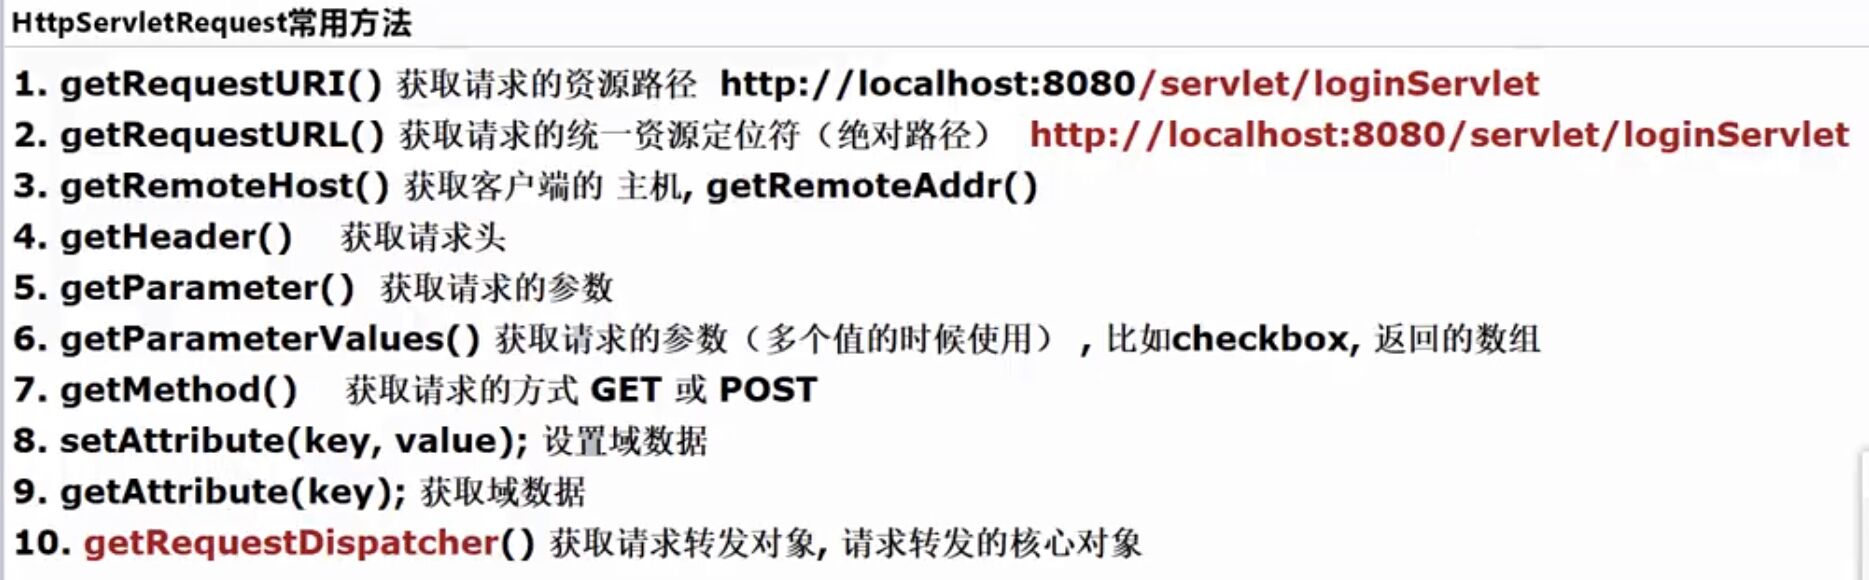 HttpServletRequest常用方法
1. getRequestURI() 获取请求的资源路径 http://localhost:8080/servlet/loginServlet
2. getRequestURL() 获取请求的统一资源定位符（绝对路径） http://localhost:8080/servlet/loginServlet
3. getRemoteHost() 获取客户端的 主机, getRemoteAddr()
4. getHeader() 获取请求头
5. getParameter() 获取请求的参数
6. getParameterValues() 获取请求的参数（多个值的时候使用） , 比如checkbox, 返回的数组
7. getMethod() 获取请求的方式 GET 或 POST
8. setAttribute(key, value); 设置域数据
9. getAttribute(key); 获取域数据
10. getRequestDispatcher() 获取请求转发对象, 请求转发的核心对象